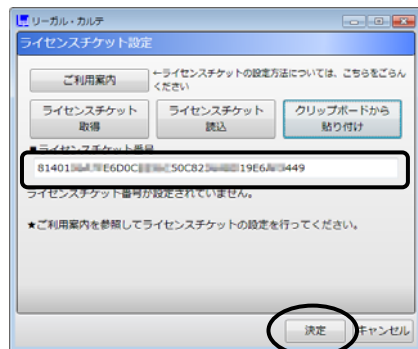 リーガル・カルテ
ライセンスチケット設定
ご利用案内
←ライセンスチケットの設定方法については、こちらをごらん
ください
ライセンスチケット
取得
ライセンスチケット
読込
クリップボードから
貼り付け
■ライセンスチケット番号
ライセンスチケット番号が設定されていません。
★ご利用案内を参照してライセンスチケットの設定を行ってください。
決定
キャンセル